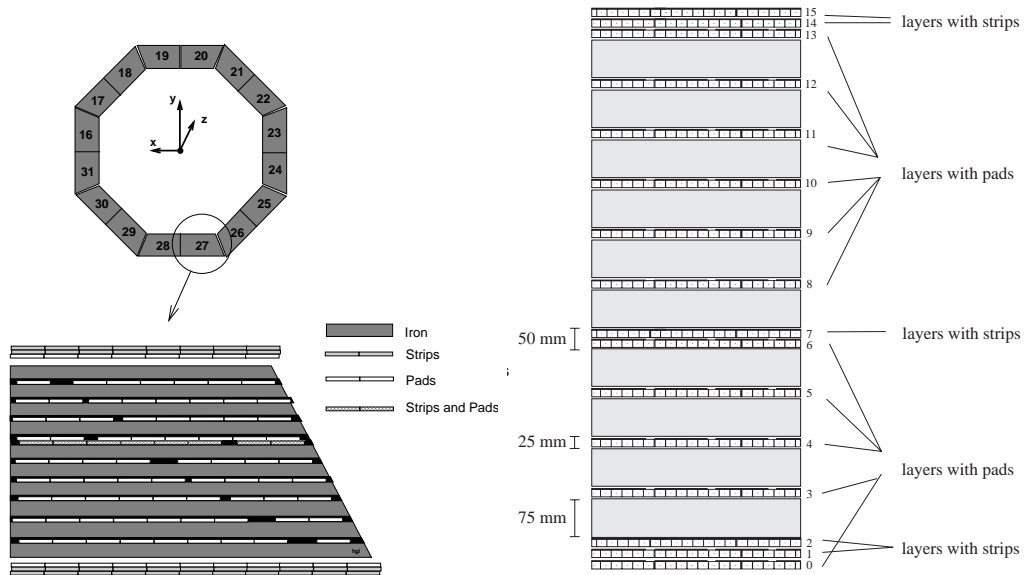 19 20
18 21
17 22
16 23
31 24
30 25
29 26
28 27
y
z
x
Iron
Strips
Pads
Strips and Pads
hgi
15
14
13
12
11
10
9
8
7
6
5
4
3
2
1
0
50 mm
25 mm
75 mm
layers with strips
layers with pads
layers with strips
layers with pads
layers with strips